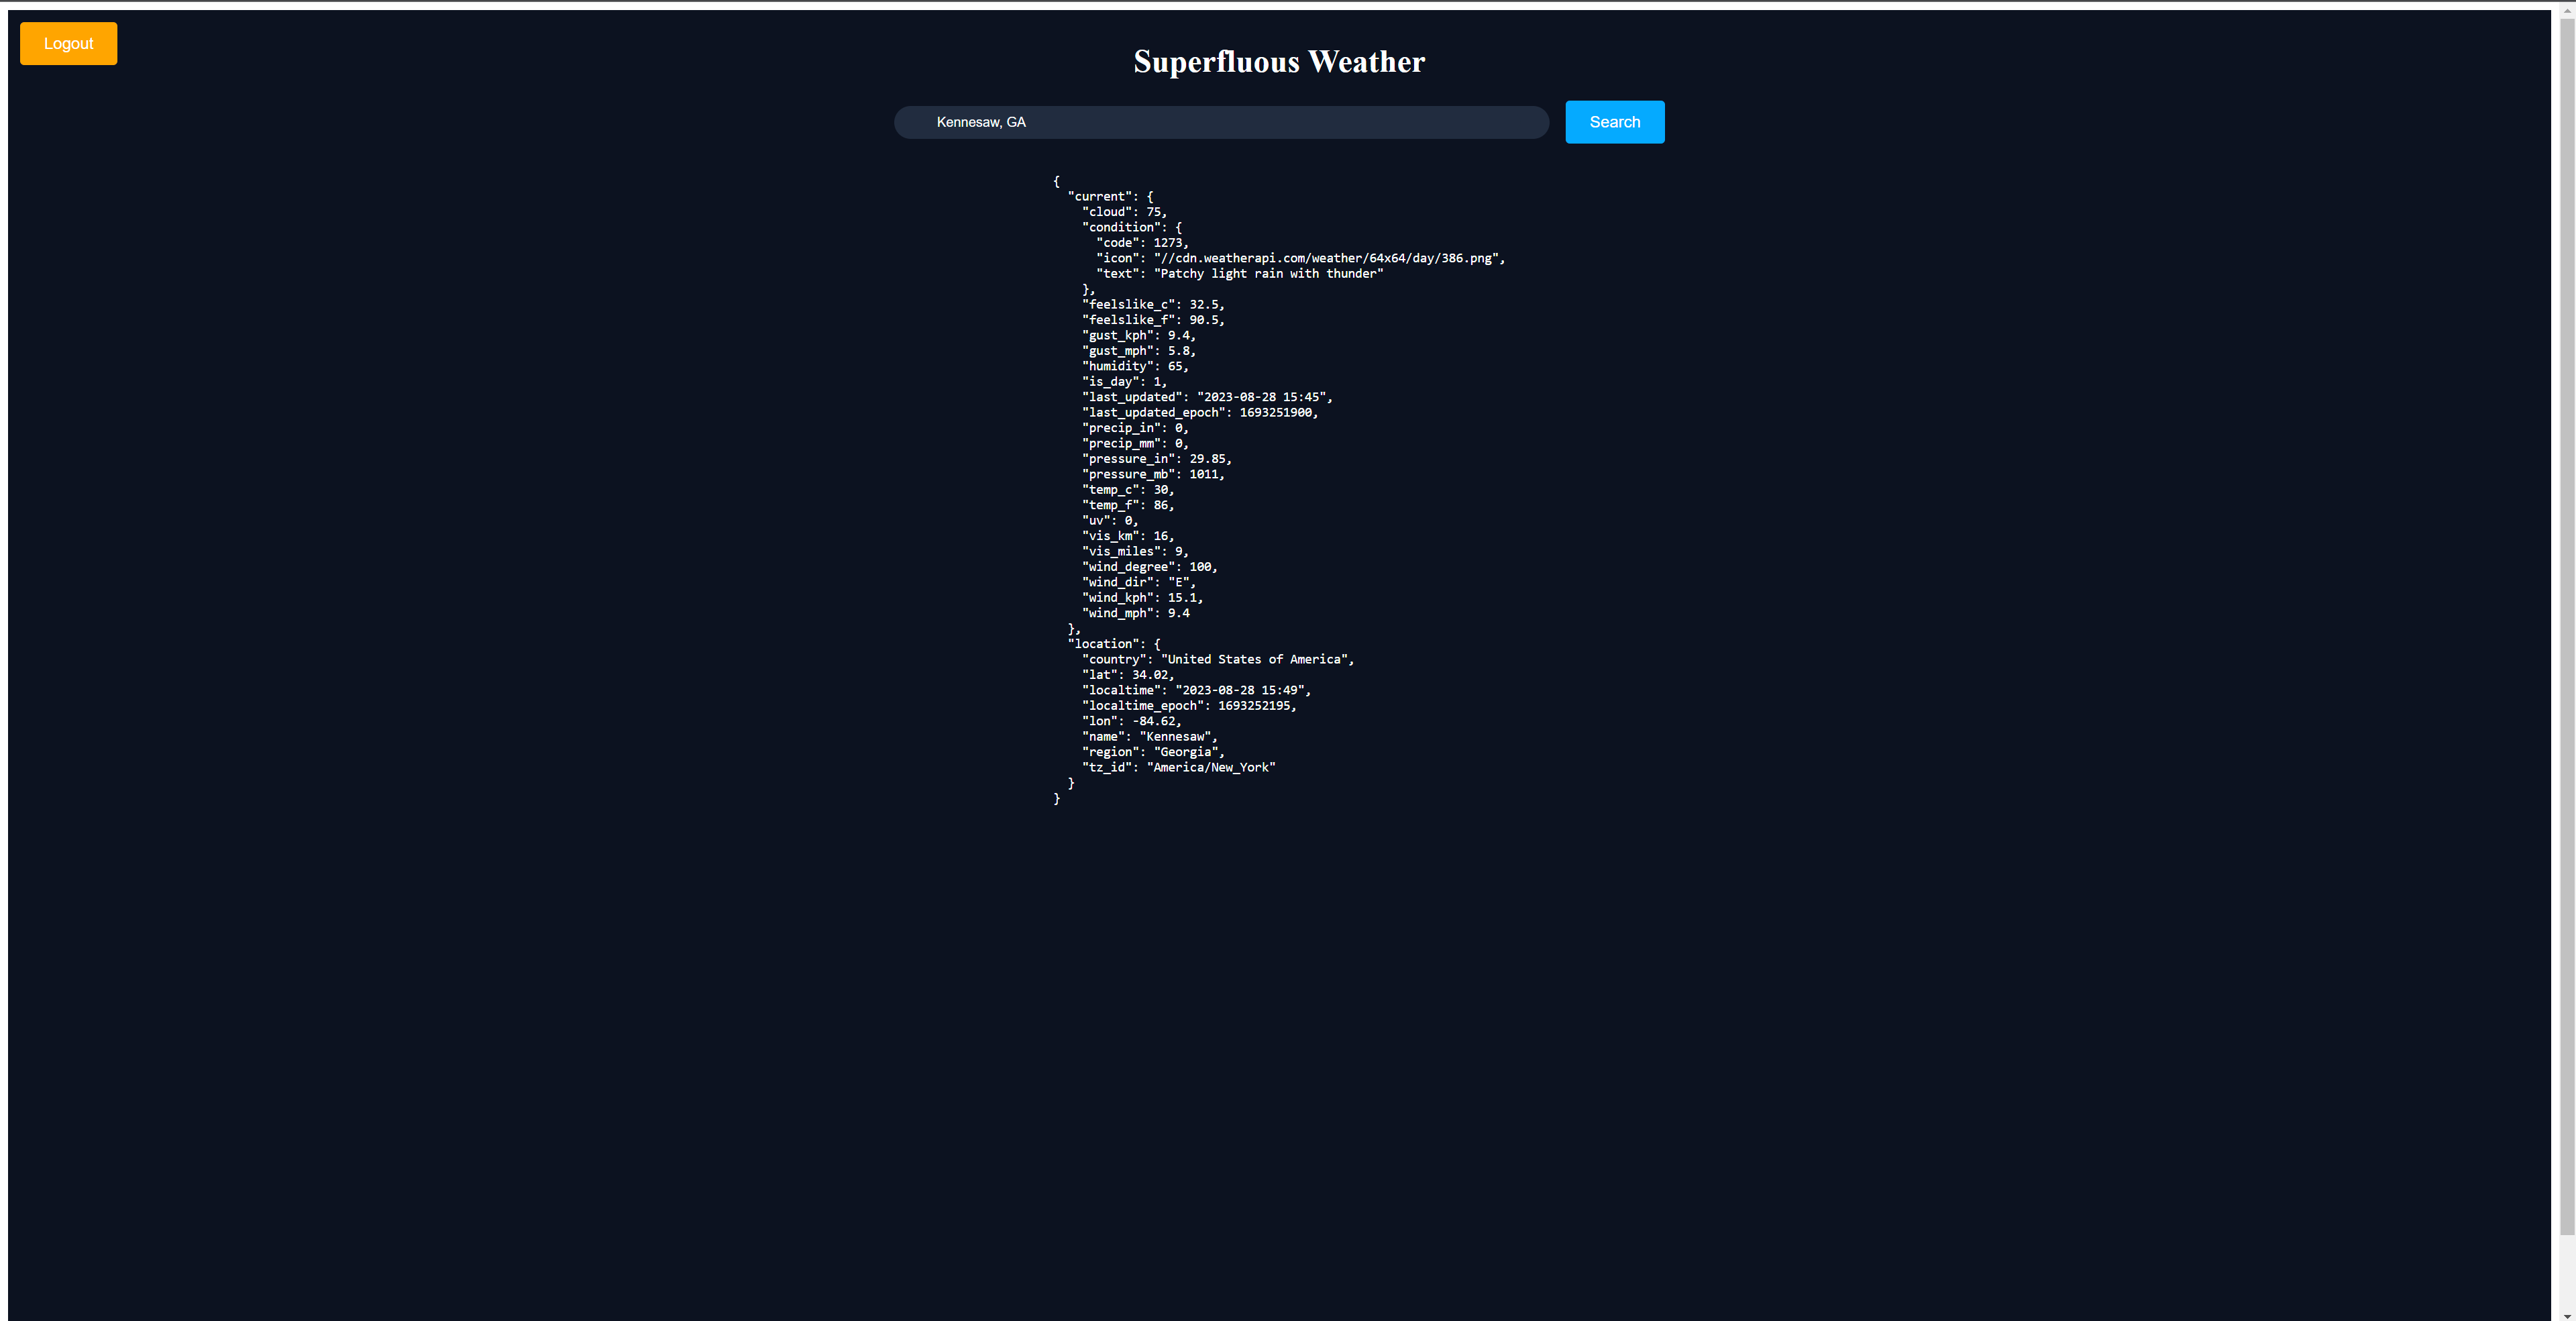 Logout
Superfluous Weather
Kennesaw, GA
Search
{
  "current": {
    "cloud": 75,
    "condition": {
      "code": 1273,
      "icon": "//cdn.weatherapi.com/weather/64x64/day/386.png",
      "text": "Patchy light rain with thunder"
    },
    "feelslike_c": 32.5,
    "feelslike_f": 90.5,
    "gust_kph": 9.4,
    "gust_mph": 5.8,
    "humidity": 65,
    "is_day": 1,
    "last_updated": "2023-08-28 15:45",
    "last_updated_epoch": 1693251900,
    "precip_in": 0,
    "precip_mm": 0,
    "pressure_in": 29.85,
    "pressure_mb": 1011,
    "temp_c": 30,
    "temp_f": 86,
    "uv": 0,
    "vis_km": 16,
    "vis_miles": 9,
    "wind_degree": 100,
    "wind_dir": "E",
    "wind_kph": 15.1,
    "wind_mph": 9.4
  },
  "location": {
    "country": "United States of America",
    "lat": 34.02,
    "localtime": "2023-08-28 15:49",
    "localtime_epoch": 1693252195,
    "lon": -84.62,
    "name": "Kennesaw",
    "region": "Georgia",
    "tz_id": "America/New_York"
  }
}